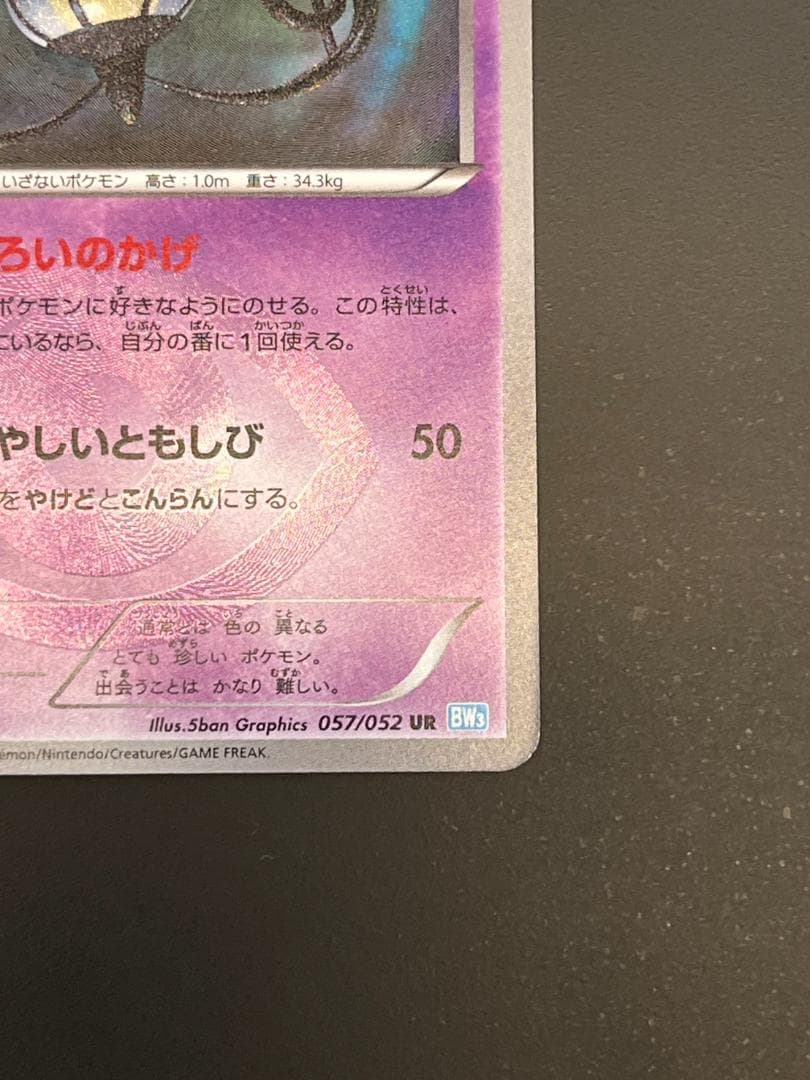 いざないポケモン 高さ：1.0m 重さ：34.3kg
ろいのかげ
ポケモンに好きなようにのせる。この特性は、
にいるなら、自分の番に1回使える。
やしいともしび 50
をやけどとこんらんにする。
通常とは 色の 異なる
とても 珍しい ポケモン。
出会うことは かなり 難しい。
Illus.5ban Graphics 057/052 UR BW3
émon/Nintendo/Creatures/GAME FREAK.